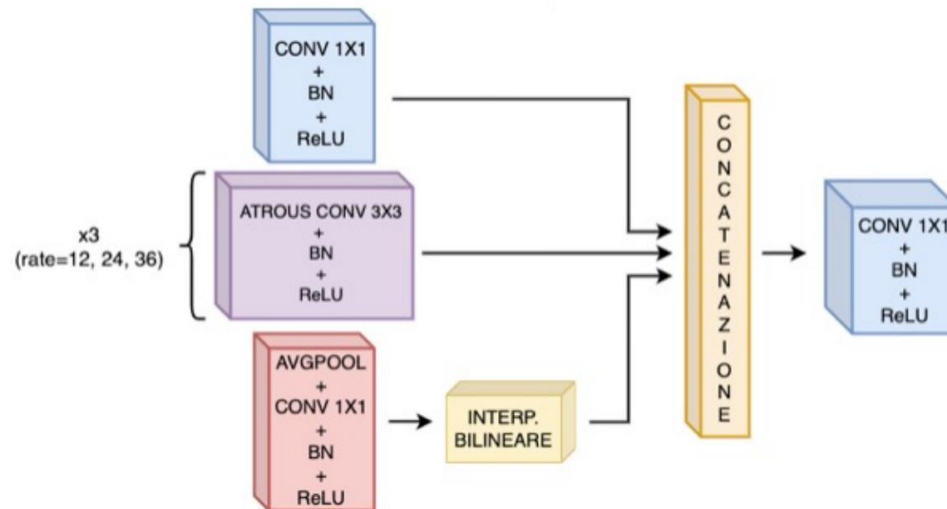 CONV 1X1
+
BN
+
ReLU
x3
(rate=12, 24, 36)
ATROUS CONV 3X3
+
BN
+
ReLU
AVGPOOL
+
CONV 1X1
+
BN
+
ReLU
INTERP.
BILINEARE
CONCATENAZIONE
CONV 1X1
+
BN
+
ReLU